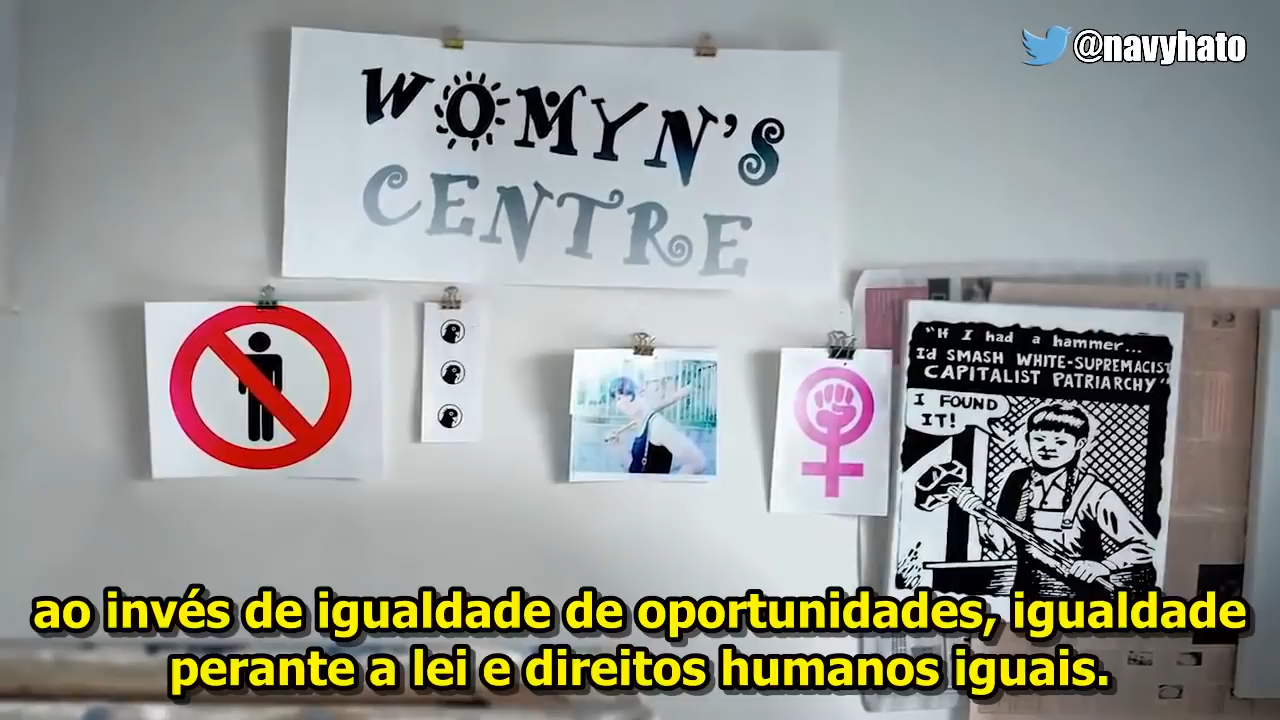 @navyhato
WOMYN'S
CENTRE
"If I had a hammer...
I'd SMASH WHITE-SUPREMACIST
CAPITALIST PATRIARCHY"
I FOUND
IT!
ao invés de igualdade de oportunidades, igualdade
perante a lei e direitos humanos iguais.